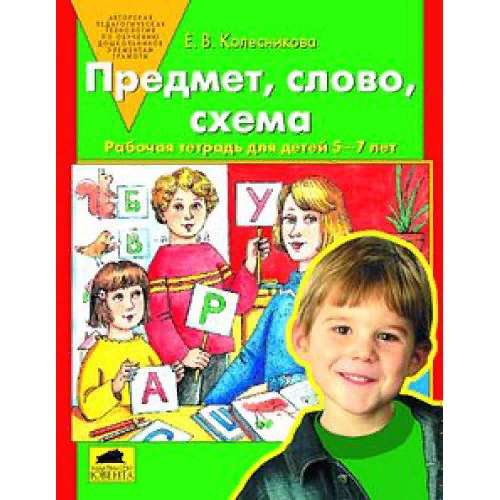 АВТОРСКАЯ
ПЕДАГОГИЧЕСКАЯ
ТЕХНОЛОГИЯ
ПО ОБУЧЕНИЮ
ДОШКОЛЬНИКОВ
ЭЛЕМЕНТАМ
ГРАМОТЫ
Е. В. Колесникова
Предмет, слово,
схема
Рабочая тетрадь для детей 5–7 лет
Б
У
В
Р
А
ЮВЕНТА